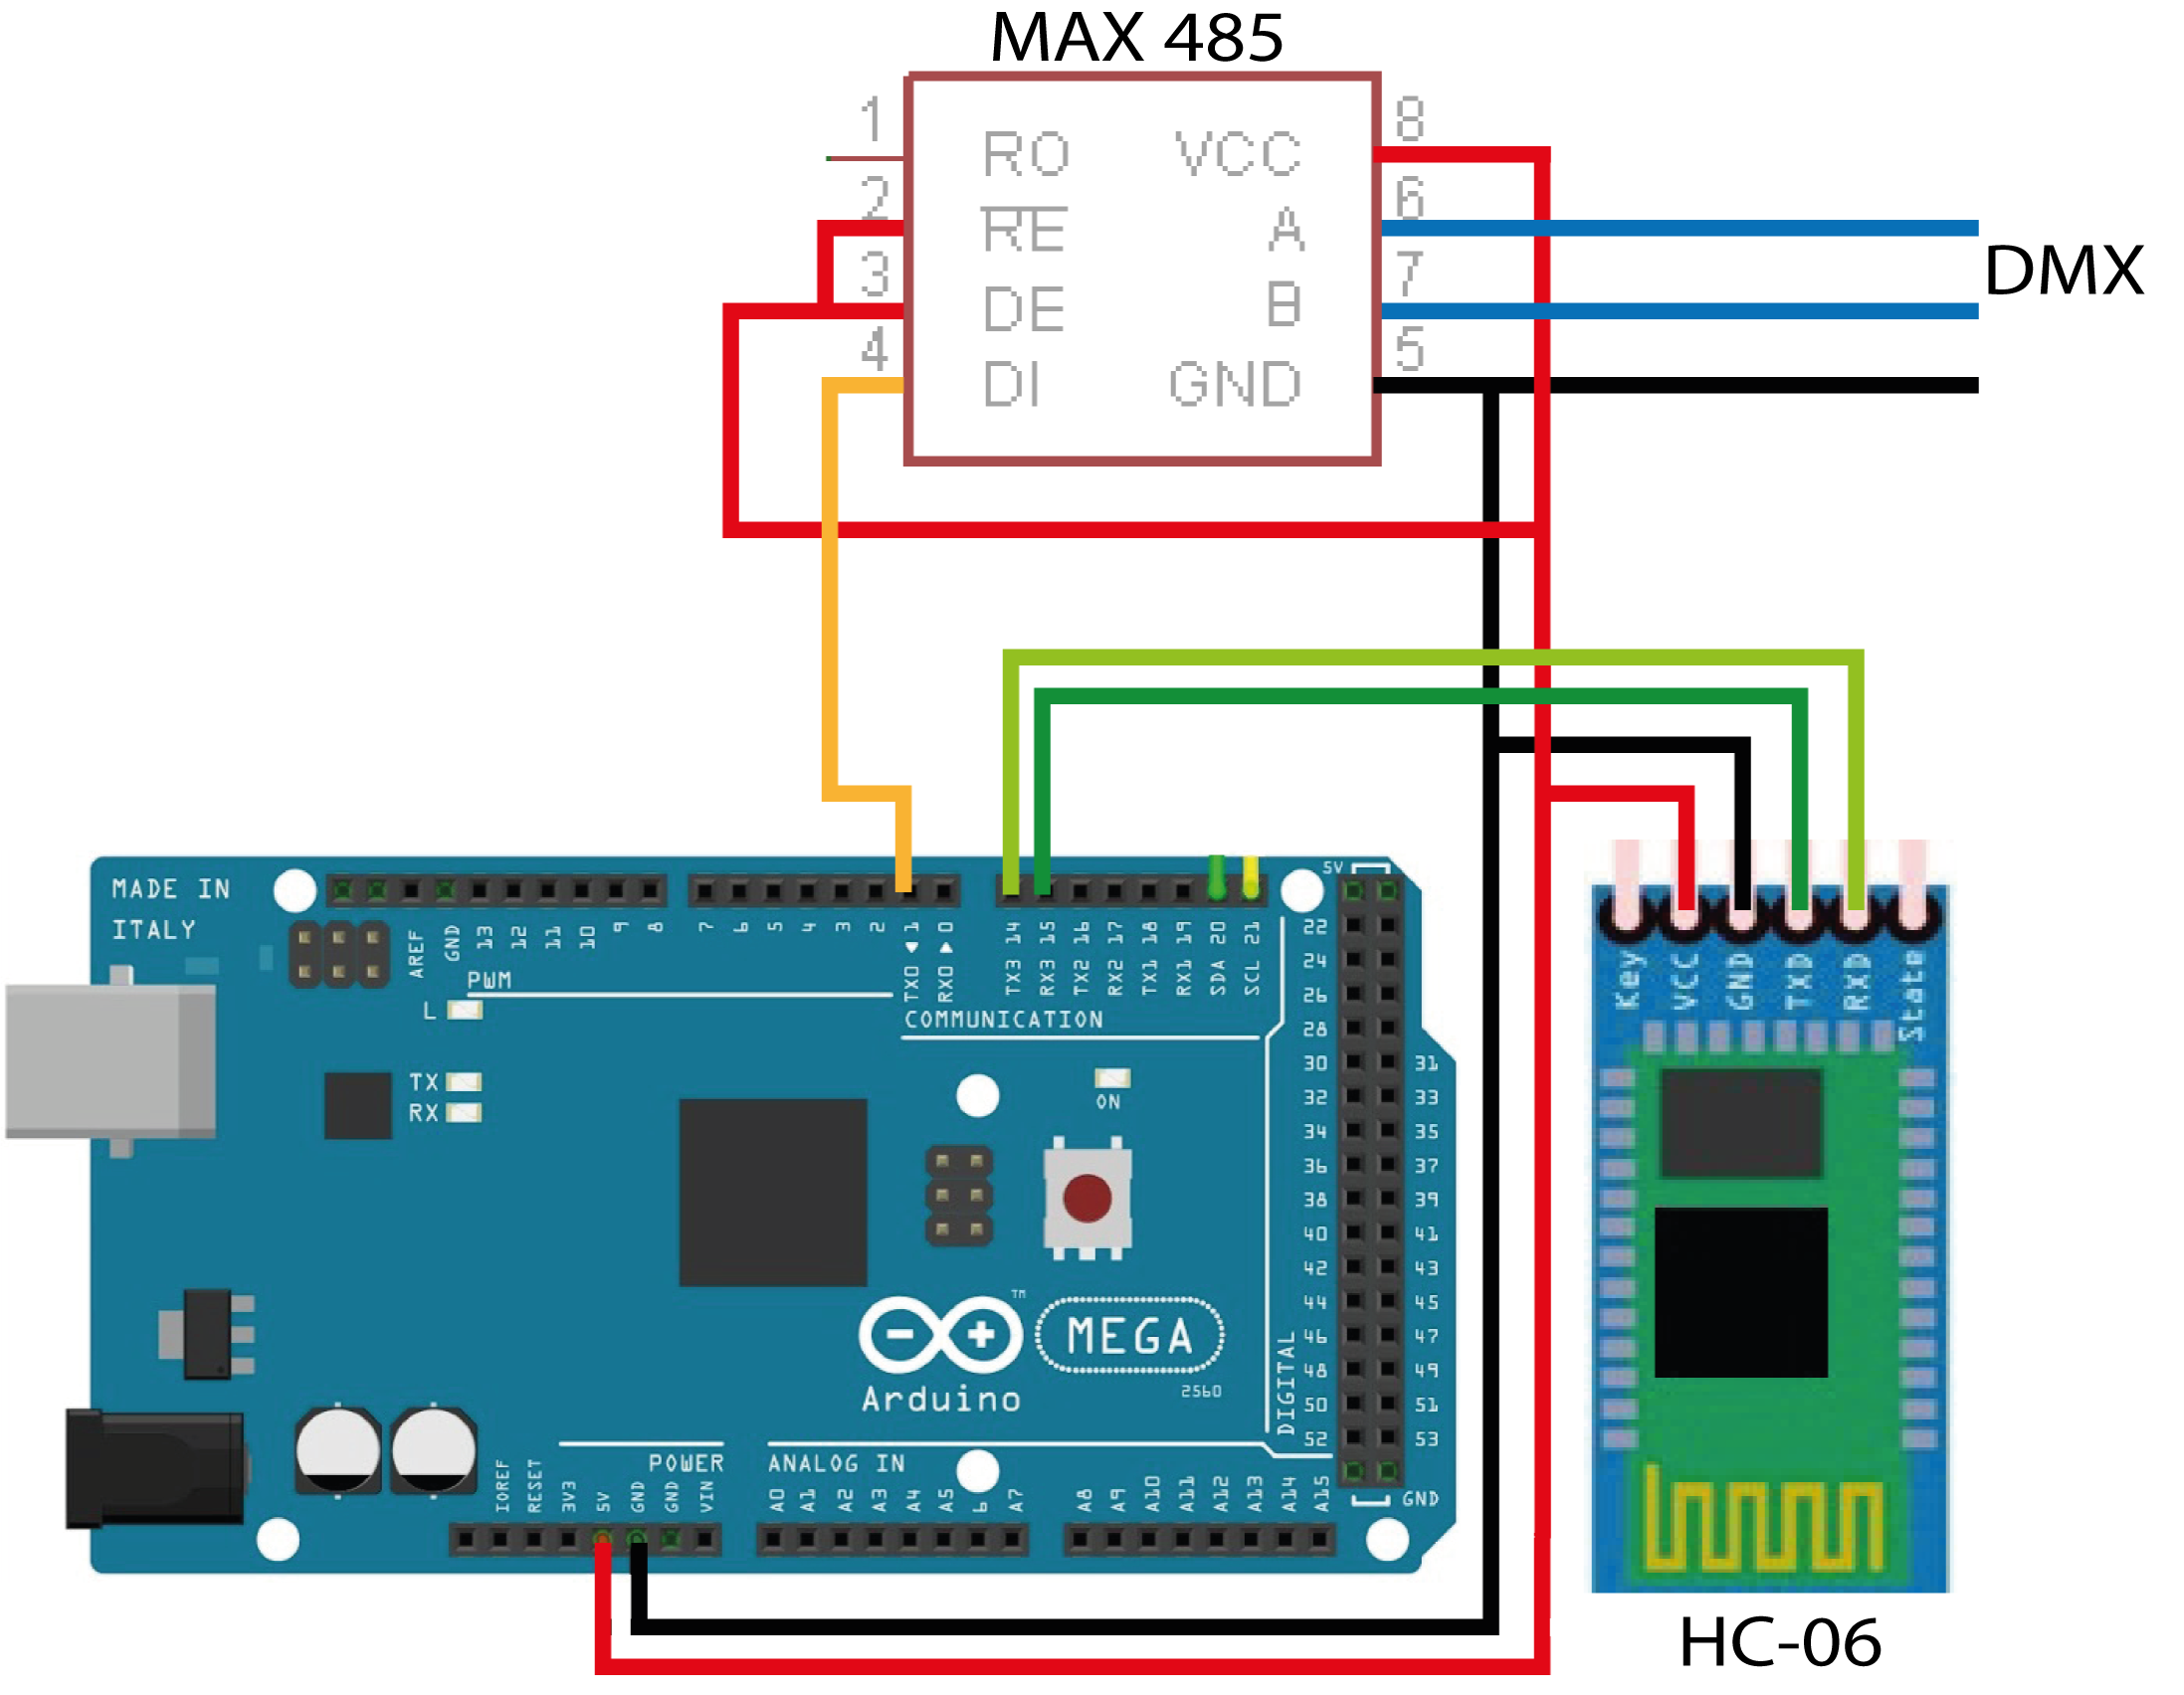 MAX 485
1
RO
VCC
8
2
RE
A
6
3
DE
B
7
4
DI
GND
5
DMX
MADE IN
ITALY
AREF
GND
13
12
11
10
9
8
7
6
5
4
3
2
TX0 ◄ 1
RX0 ► 0
TX3 14
RX3 15
TX2 16
RX2 17
TX1 18
RX1 19
SDA 20
SCL 21
5V
PWM
COMMUNICATION
L
TX
RX
ON
22
24
26
28
30 31
32 33
34 35
36 37
38 39
40 41
42 43
44 45
46 47
48 49
50 51
52 53
DIGITAL
GND
- + TM
MEGA
2560
Arduino
POWER
ANALOG IN
IOREF
RESET
3V3
5V
GND
GND
VIN
A0
A1
A2
A3
A4
A5
6
A7
A8
A9
A10
A11
A12
A13
A14
A15
Key
VCC
GND
TXD
RXD
State
HC-06